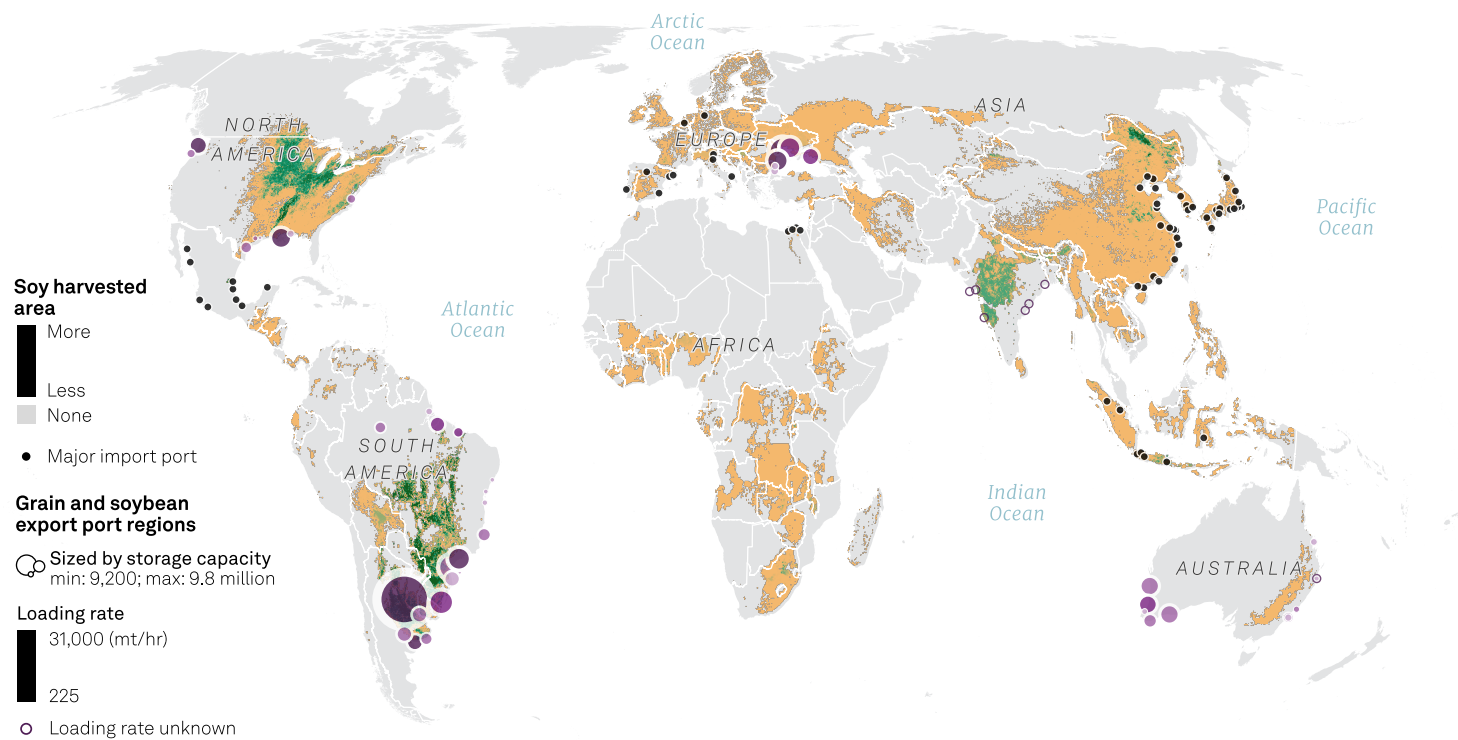 Arctic
Ocean
NORTH
AMERICA
EUROPE
ASIA
Pacific
Ocean
Atlantic
Ocean
AFRICA
SOUTH
AMERICA
Indian
Ocean
AUSTRALIA
Soy harvested
area
More
Less
None
Major import port
Grain and soybean
export port regions
Sized by storage capacity
min: 9,200; max: 9.8 million
Loading rate
31,000 (mt/hr)
225
Loading rate unknown